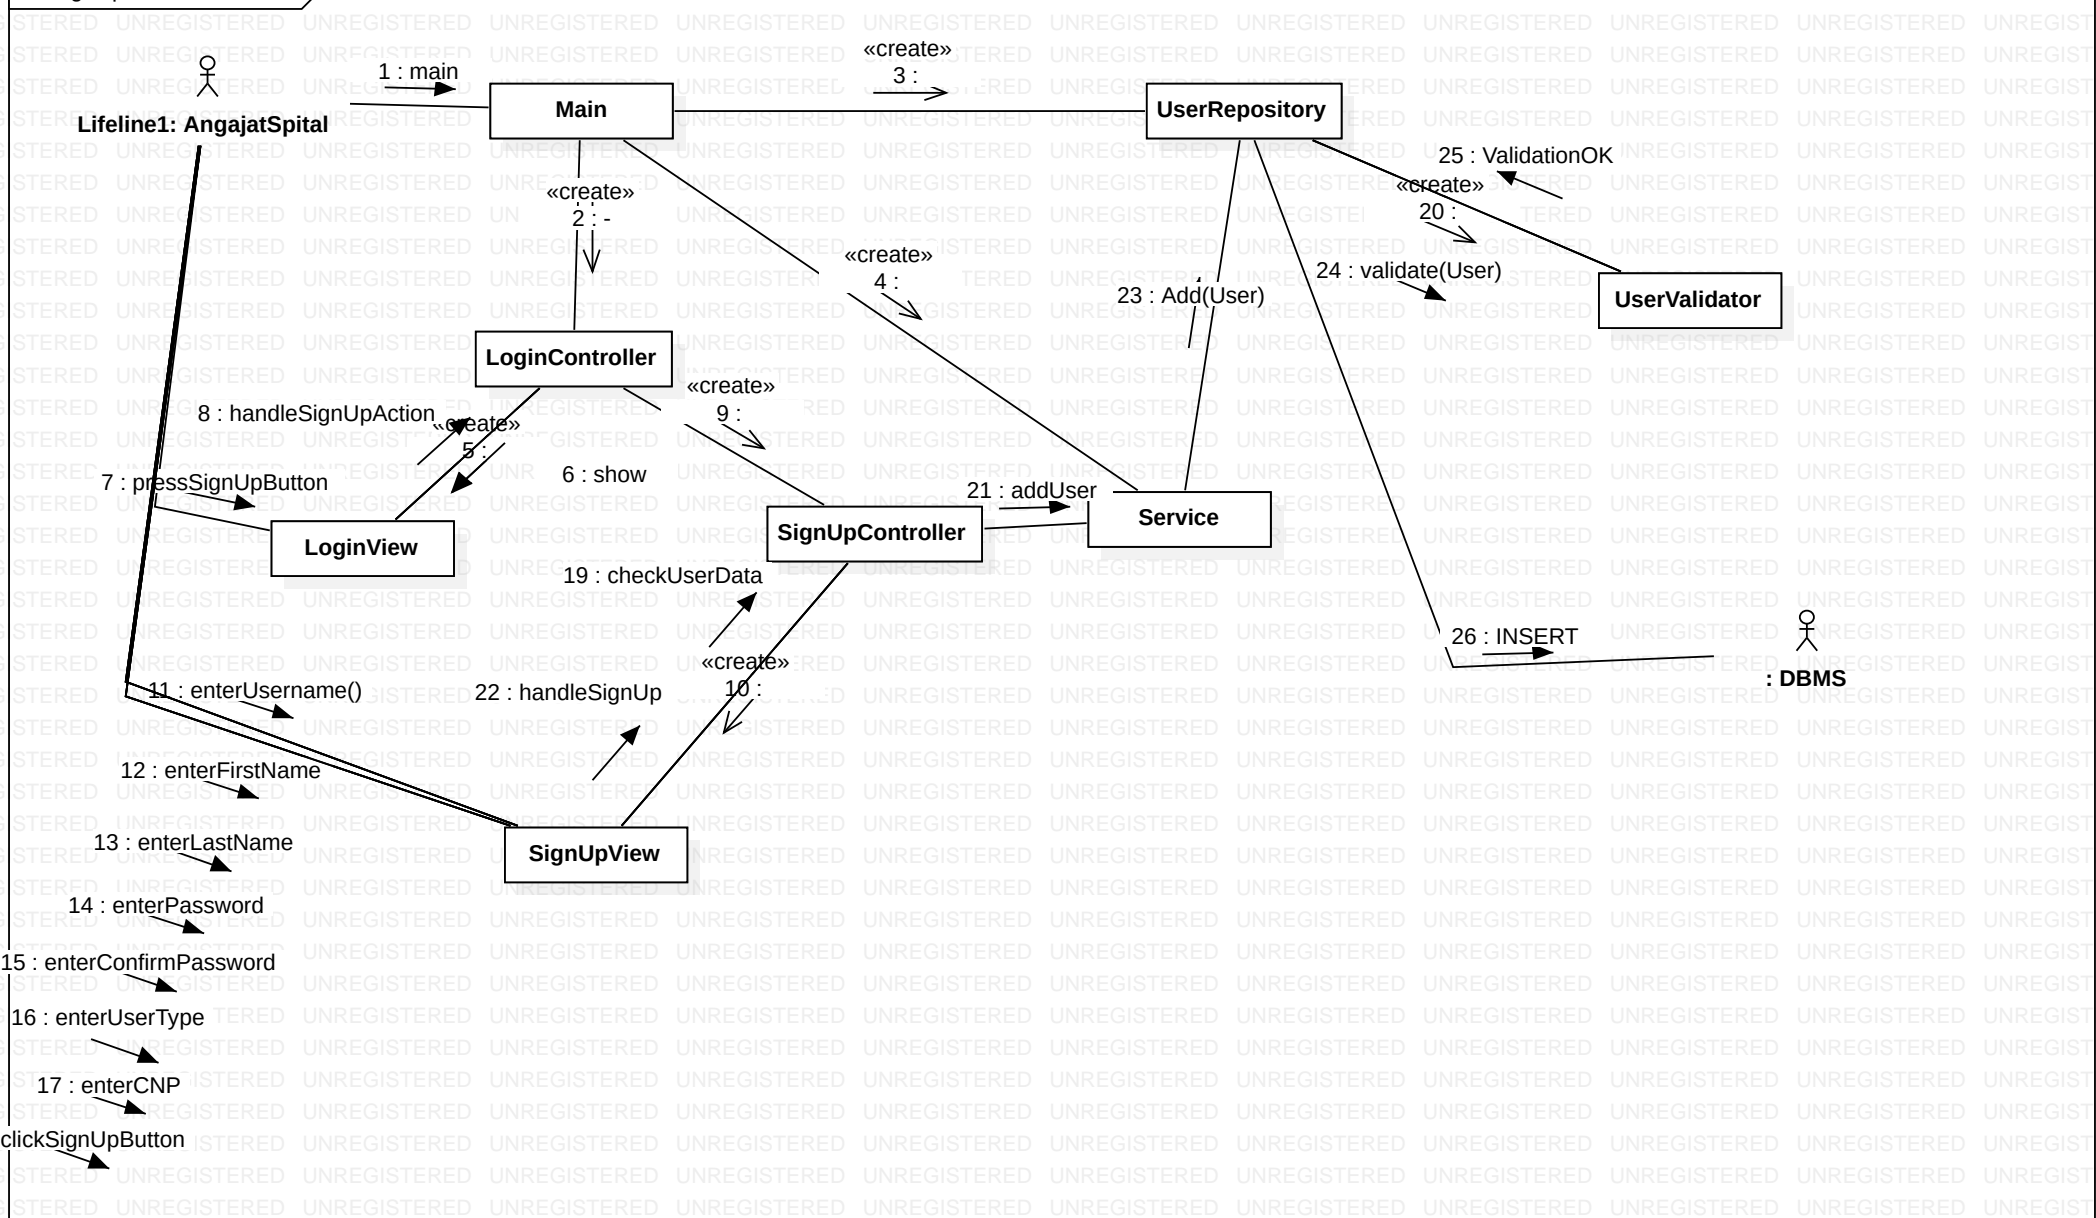 «create»
1 : main
3 :
Main
UserRepository
Lifeline1: AngajatSpital
25 : ValidationOK
«create»
20 :
«create»
2 : -
«create»
4 :
24 : validate(User)
23 : Add(User)
UserValidator
LoginController
«create»
9 :
8 : handleSignUpAction
«create»
5 :
6 : show
7 : pressSignUpButton
21 : addUser
Service
SignUpController
LoginView
19 : checkUserData
26 : INSERT
«create»
10 :
: DBMS
11 : enterUsername()
22 : handleSignUp
12 : enterFirstName
13 : enterLastName
SignUpView
14 : enterPassword
15 : enterConfirmPassword
16 : enterUserType
17 : enterCNP
clickSignUpButton
UNREGISTERED